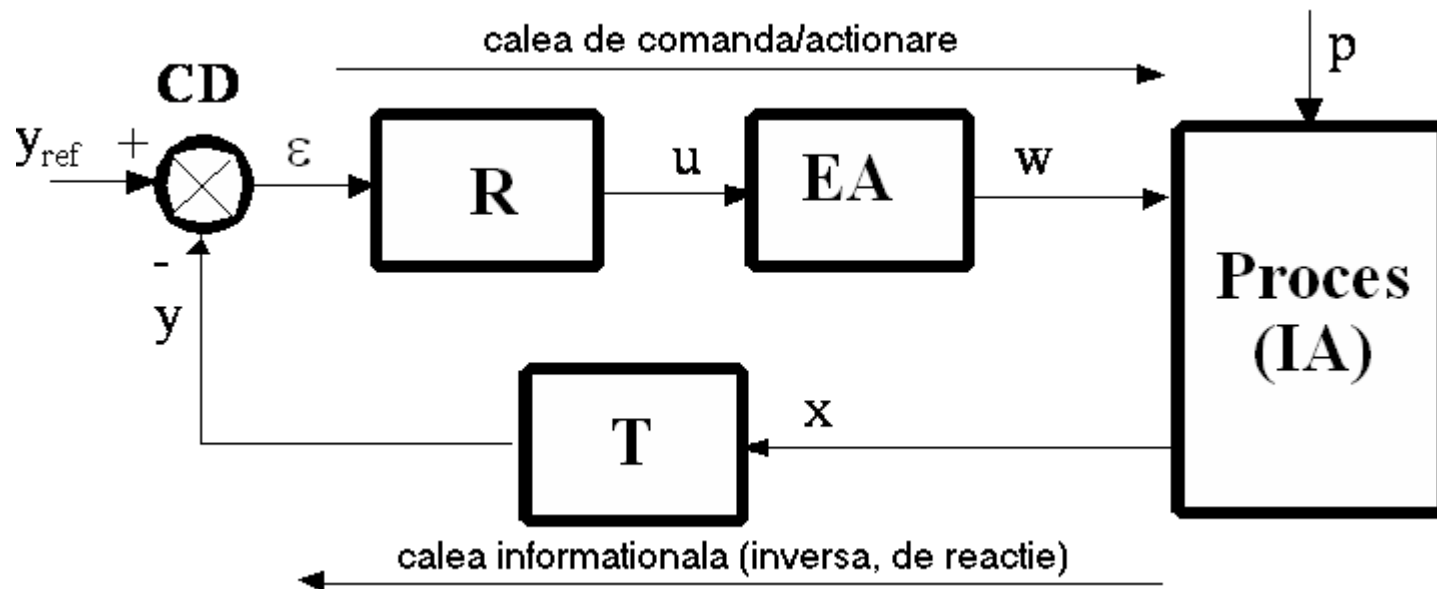 calea de comanda/actionare
p
CD
y_ref
+
ε
R
u
EA
w
-
y
Proces
(IA)
T
x
calea informationala (inversa, de reactie)